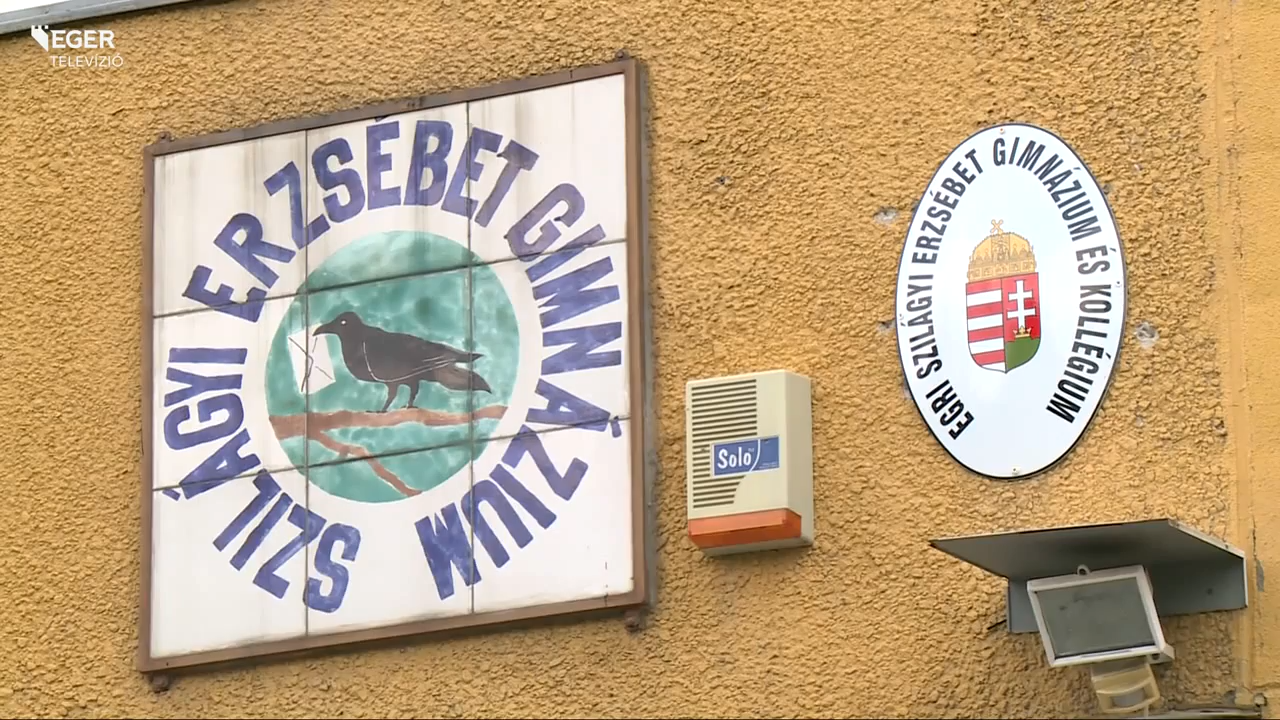 EGER
TELEVÍZIÓ
SZILÁGYI ERZSÉBET GIMNÁZIUM
Solo
EGRI SZILÁGYI ERZSÉBET GIMNÁZIUM ÉS KOLLÉGIUM